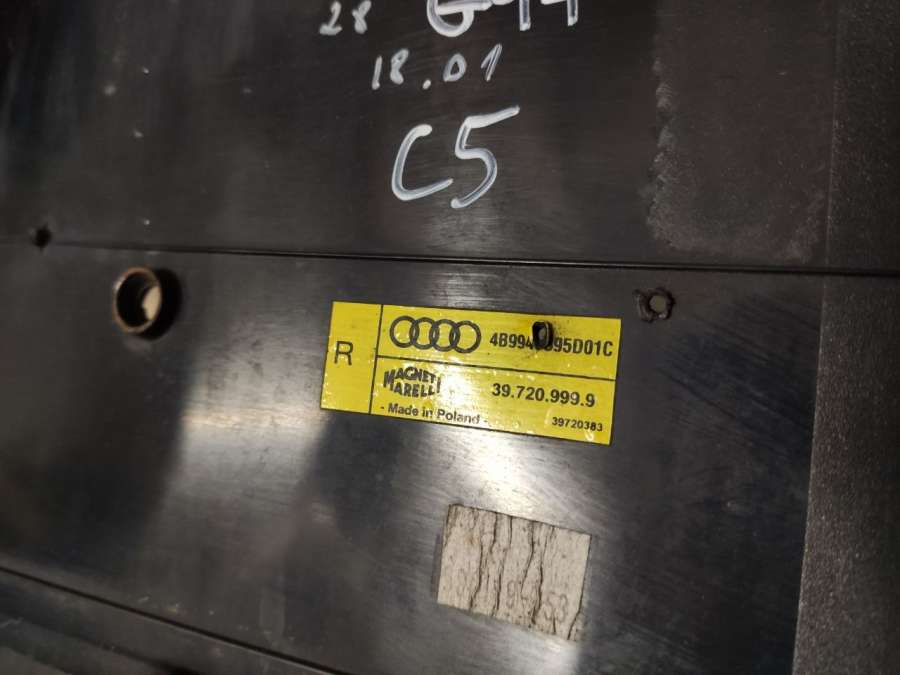 28
18.01
C5
R
39.720.999.9
MAGNETI
MARELLI
- Made in Poland -
39720383